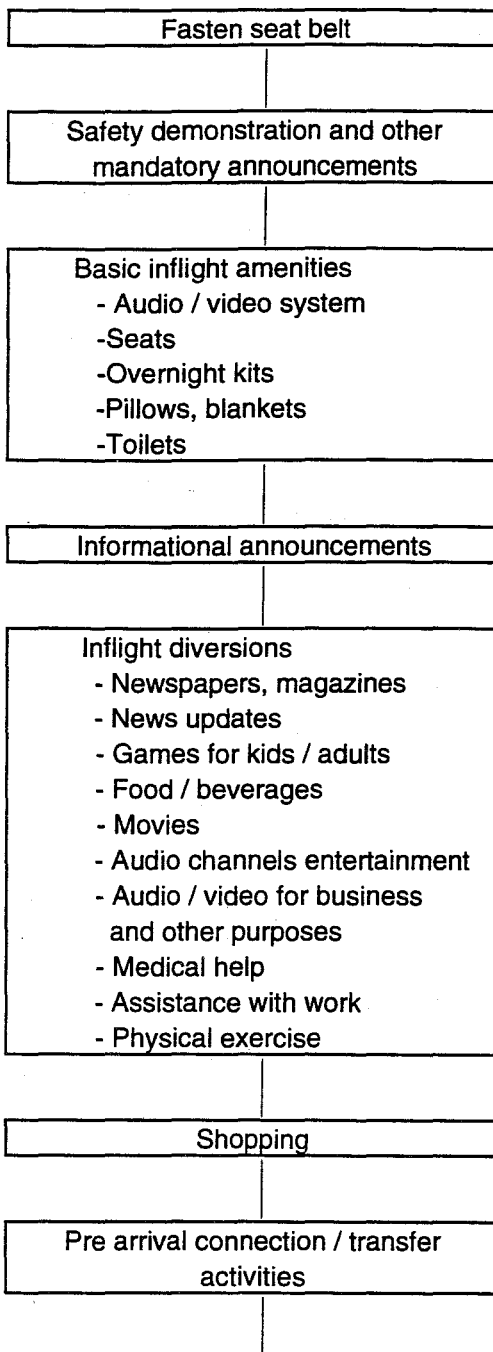 Fasten seat belt
Safety demonstration and other
mandatory announcements
Basic inflight amenities
- Audio / video system
-Seats
-Overnight kits
-Pillows, blankets
-Toilets
Informational announcements
Inflight diversions
- Newspapers, magazines
- News updates
- Games for kids / adults
- Food / beverages
- Movies
- Audio channels entertainment
- Audio / video for business
and other purposes
- Medical help
- Assistance with work
- Physical exercise
Shopping
Pre arrival connection / transfer
activities